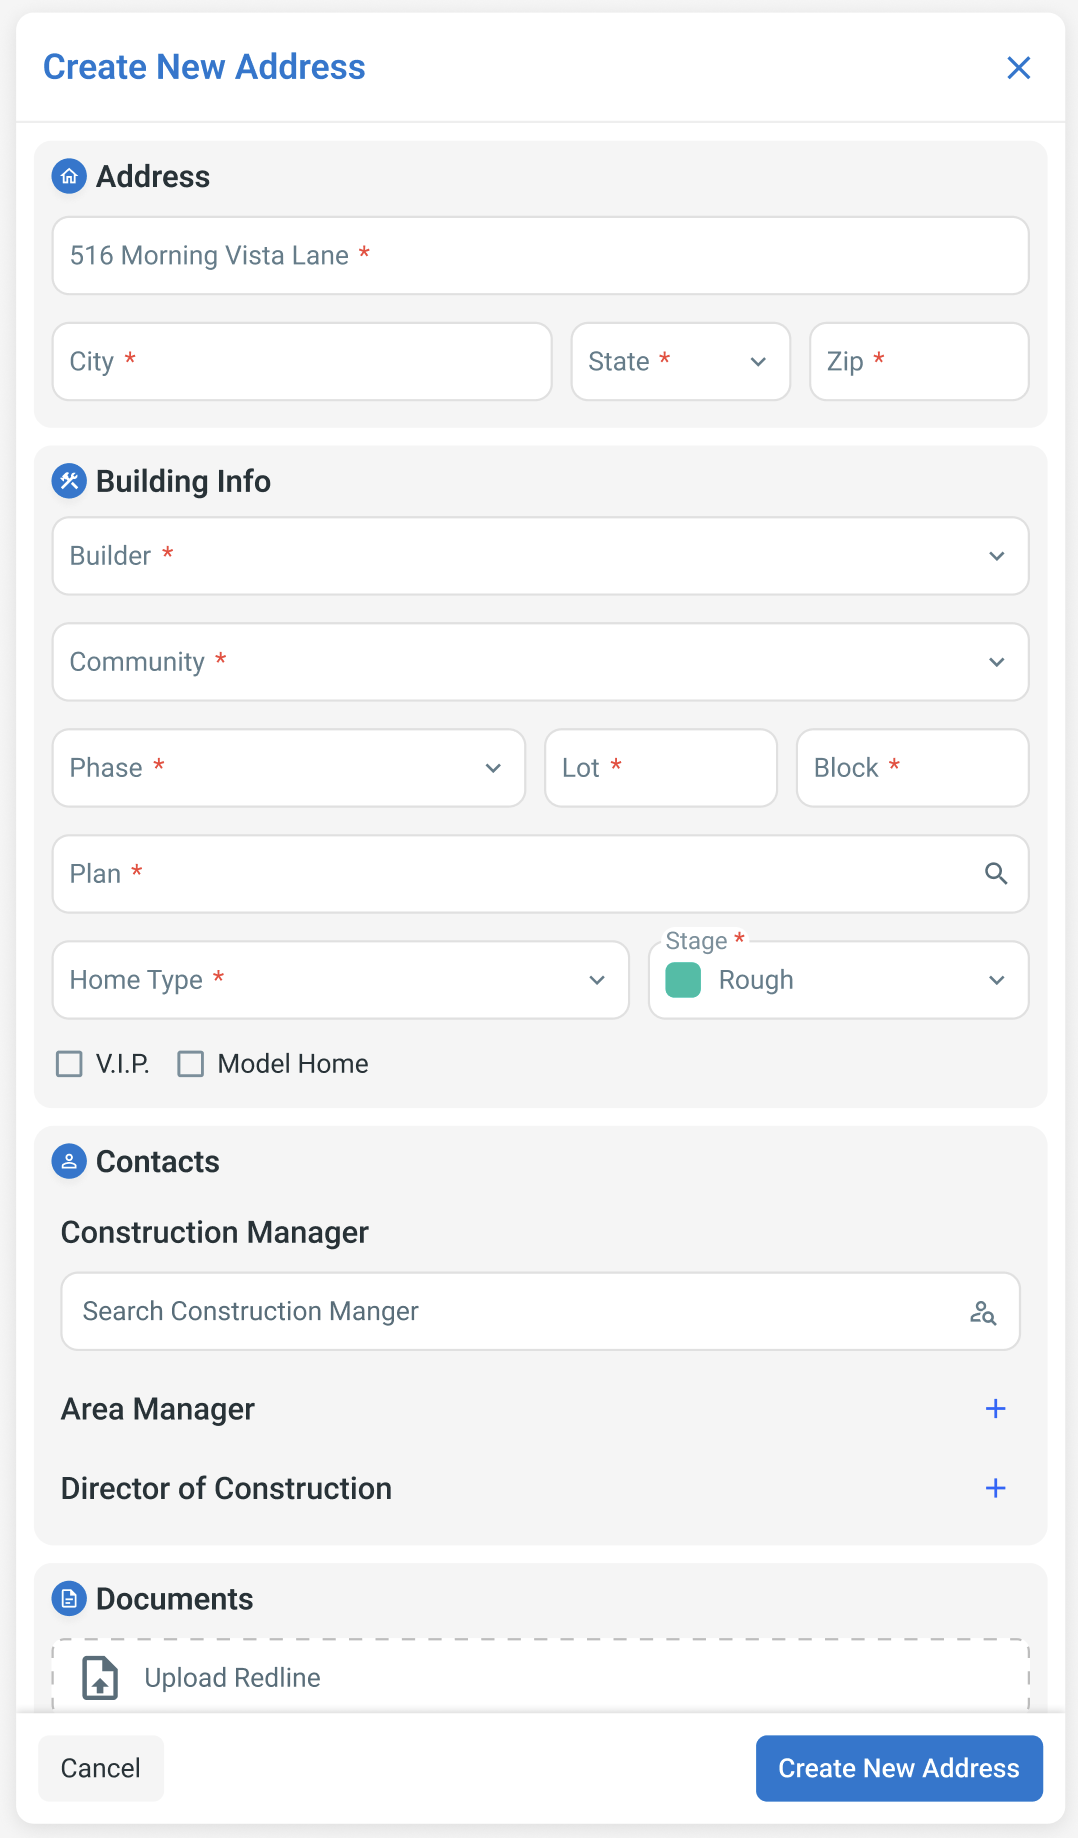 Create New Address
Address
516 Morning Vista Lane *
City * State * Zip *
Building Info
Builder *
Community *
Phase * Lot * Block *
Plan *
Stage *
Home Type * Rough
V.I.P. Model Home
Contacts
Construction Manager
Search Construction Manger
Area Manager
Director of Construction
Documents
Upload Redline
Cancel Create New Address